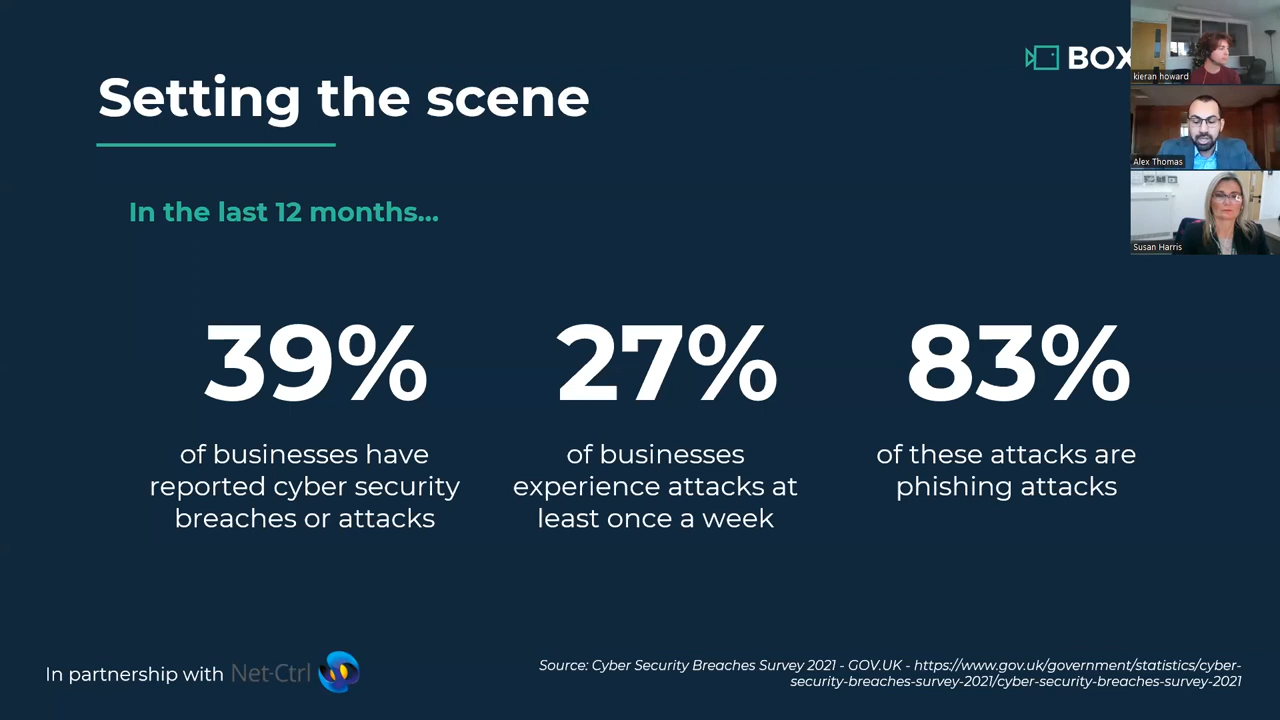 BOX
Setting the scene
kieran howard
Alex Thomas
In the last 12 months...
Susan Harris
39%
27%
83%
of businesses have
reported cyber security
breaches or attacks
of businesses
experience attacks at
least once a week
of these attacks are
phishing attacks
In partnership with Net-Ctrl
Source: Cyber Security Breaches Survey 2021 - GOV.UK - https://www.gov.uk/government/statistics/cyber-
security-breaches-survey-2021/cyber-security-breaches-survey-2021